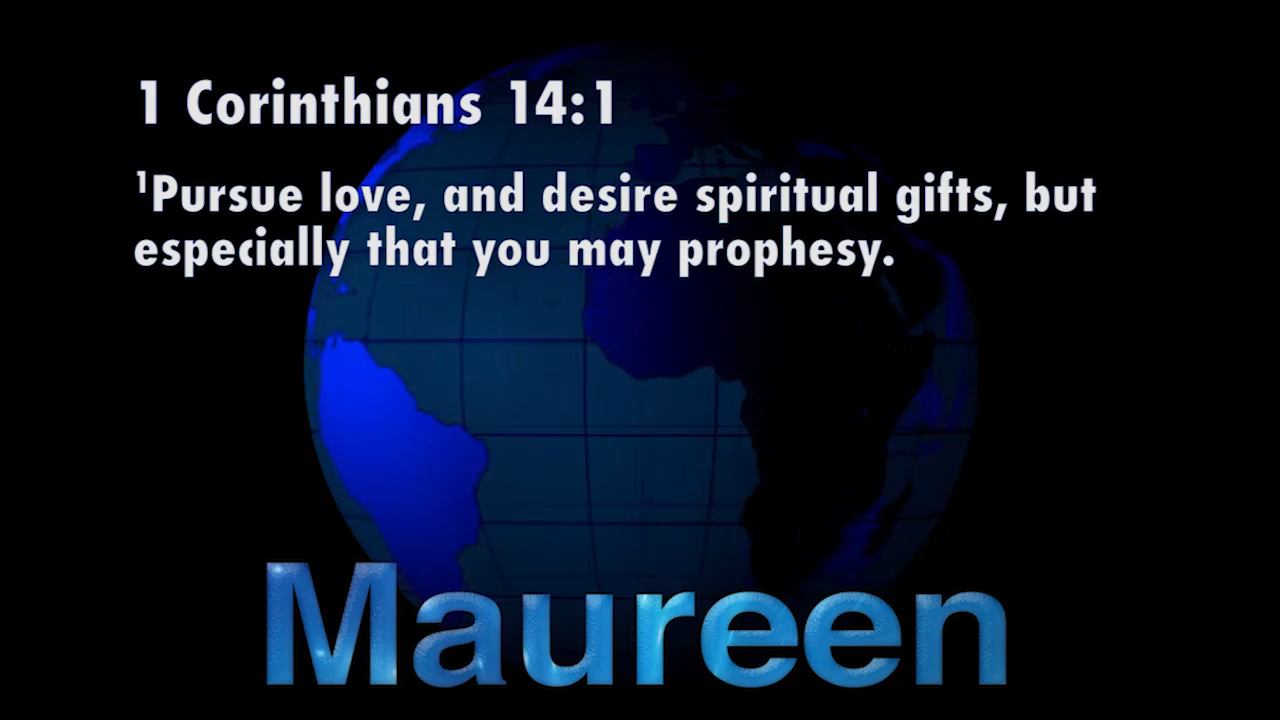 1 Corinthians 14:1
¹Pursue love, and desire spiritual gifts, but
especially that you may prophesy.
Maureen